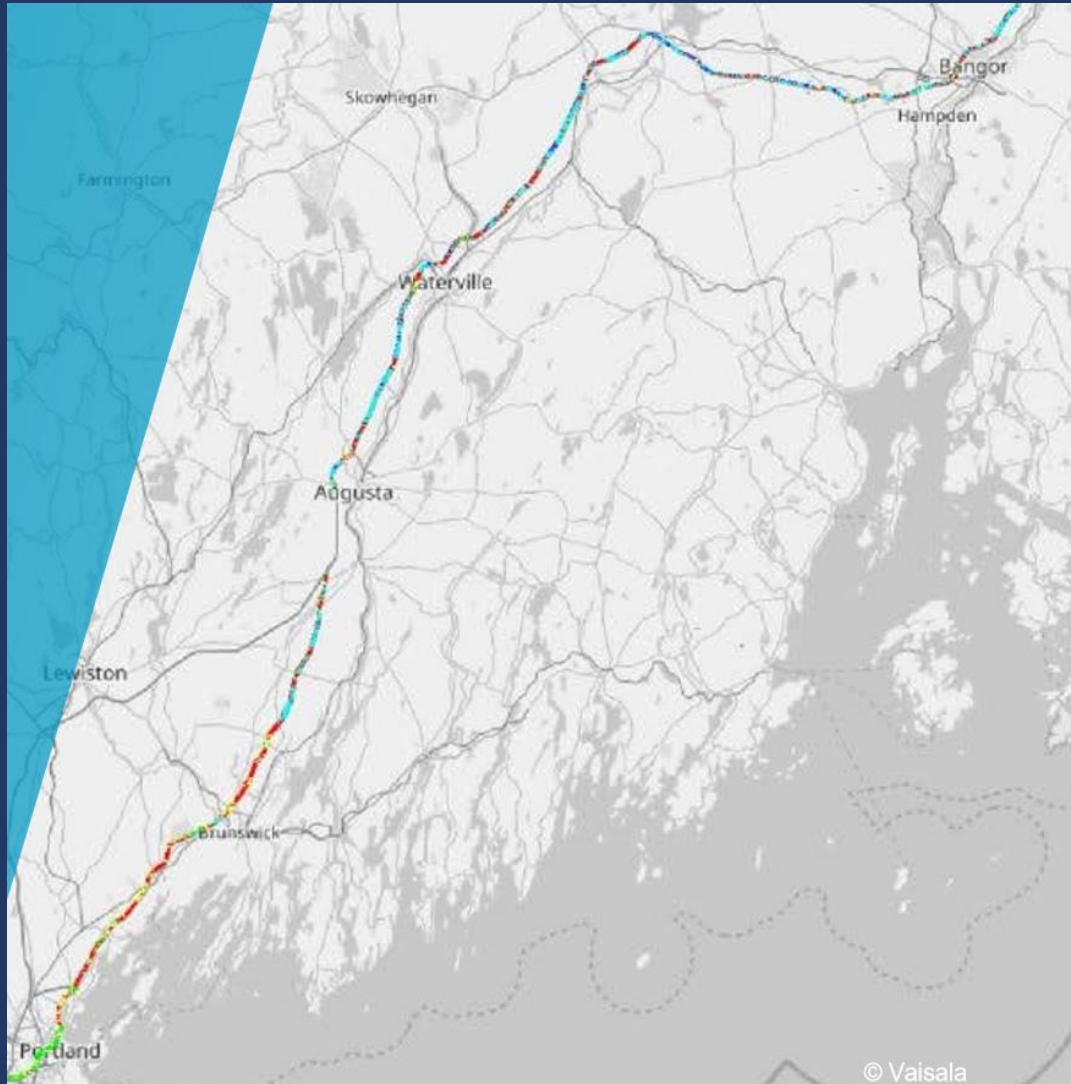 Bangor
Skowhegan
Hampden
Farmington
Waterville
Augusta
Lewiston
Brunswick
Portland
© Vaisala